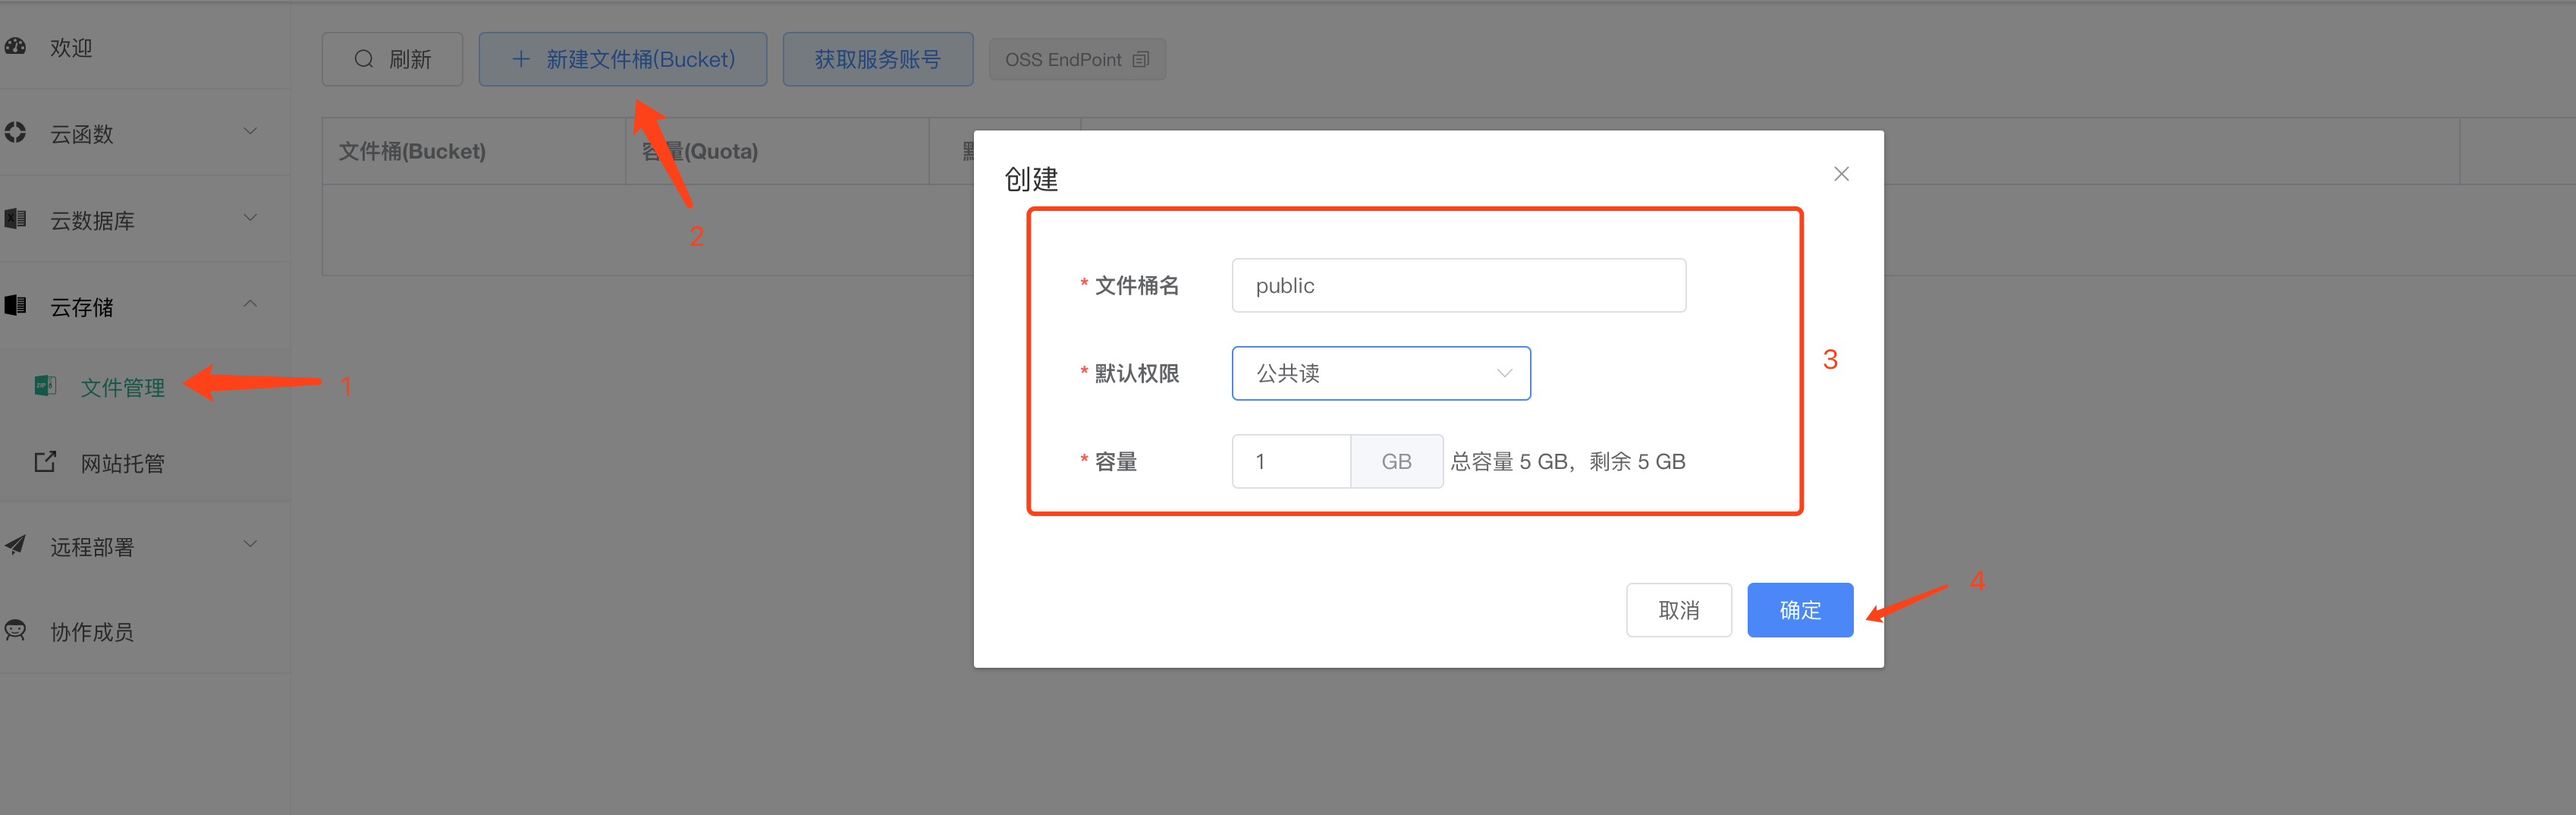 欢迎
云函数
云数据库
云存储
文件管理
网站托管
远程部署
协作成员
刷新
新建文件桶(Bucket)
获取服务账号
OSS EndPoint
文件桶(Bucket)
容量(Quota)
默
1
2
创建
* 文件桶名
public
* 默认权限
公共读
* 容量
1
GB
总容量 5 GB，剩余 5 GB
3
取消
确定
4